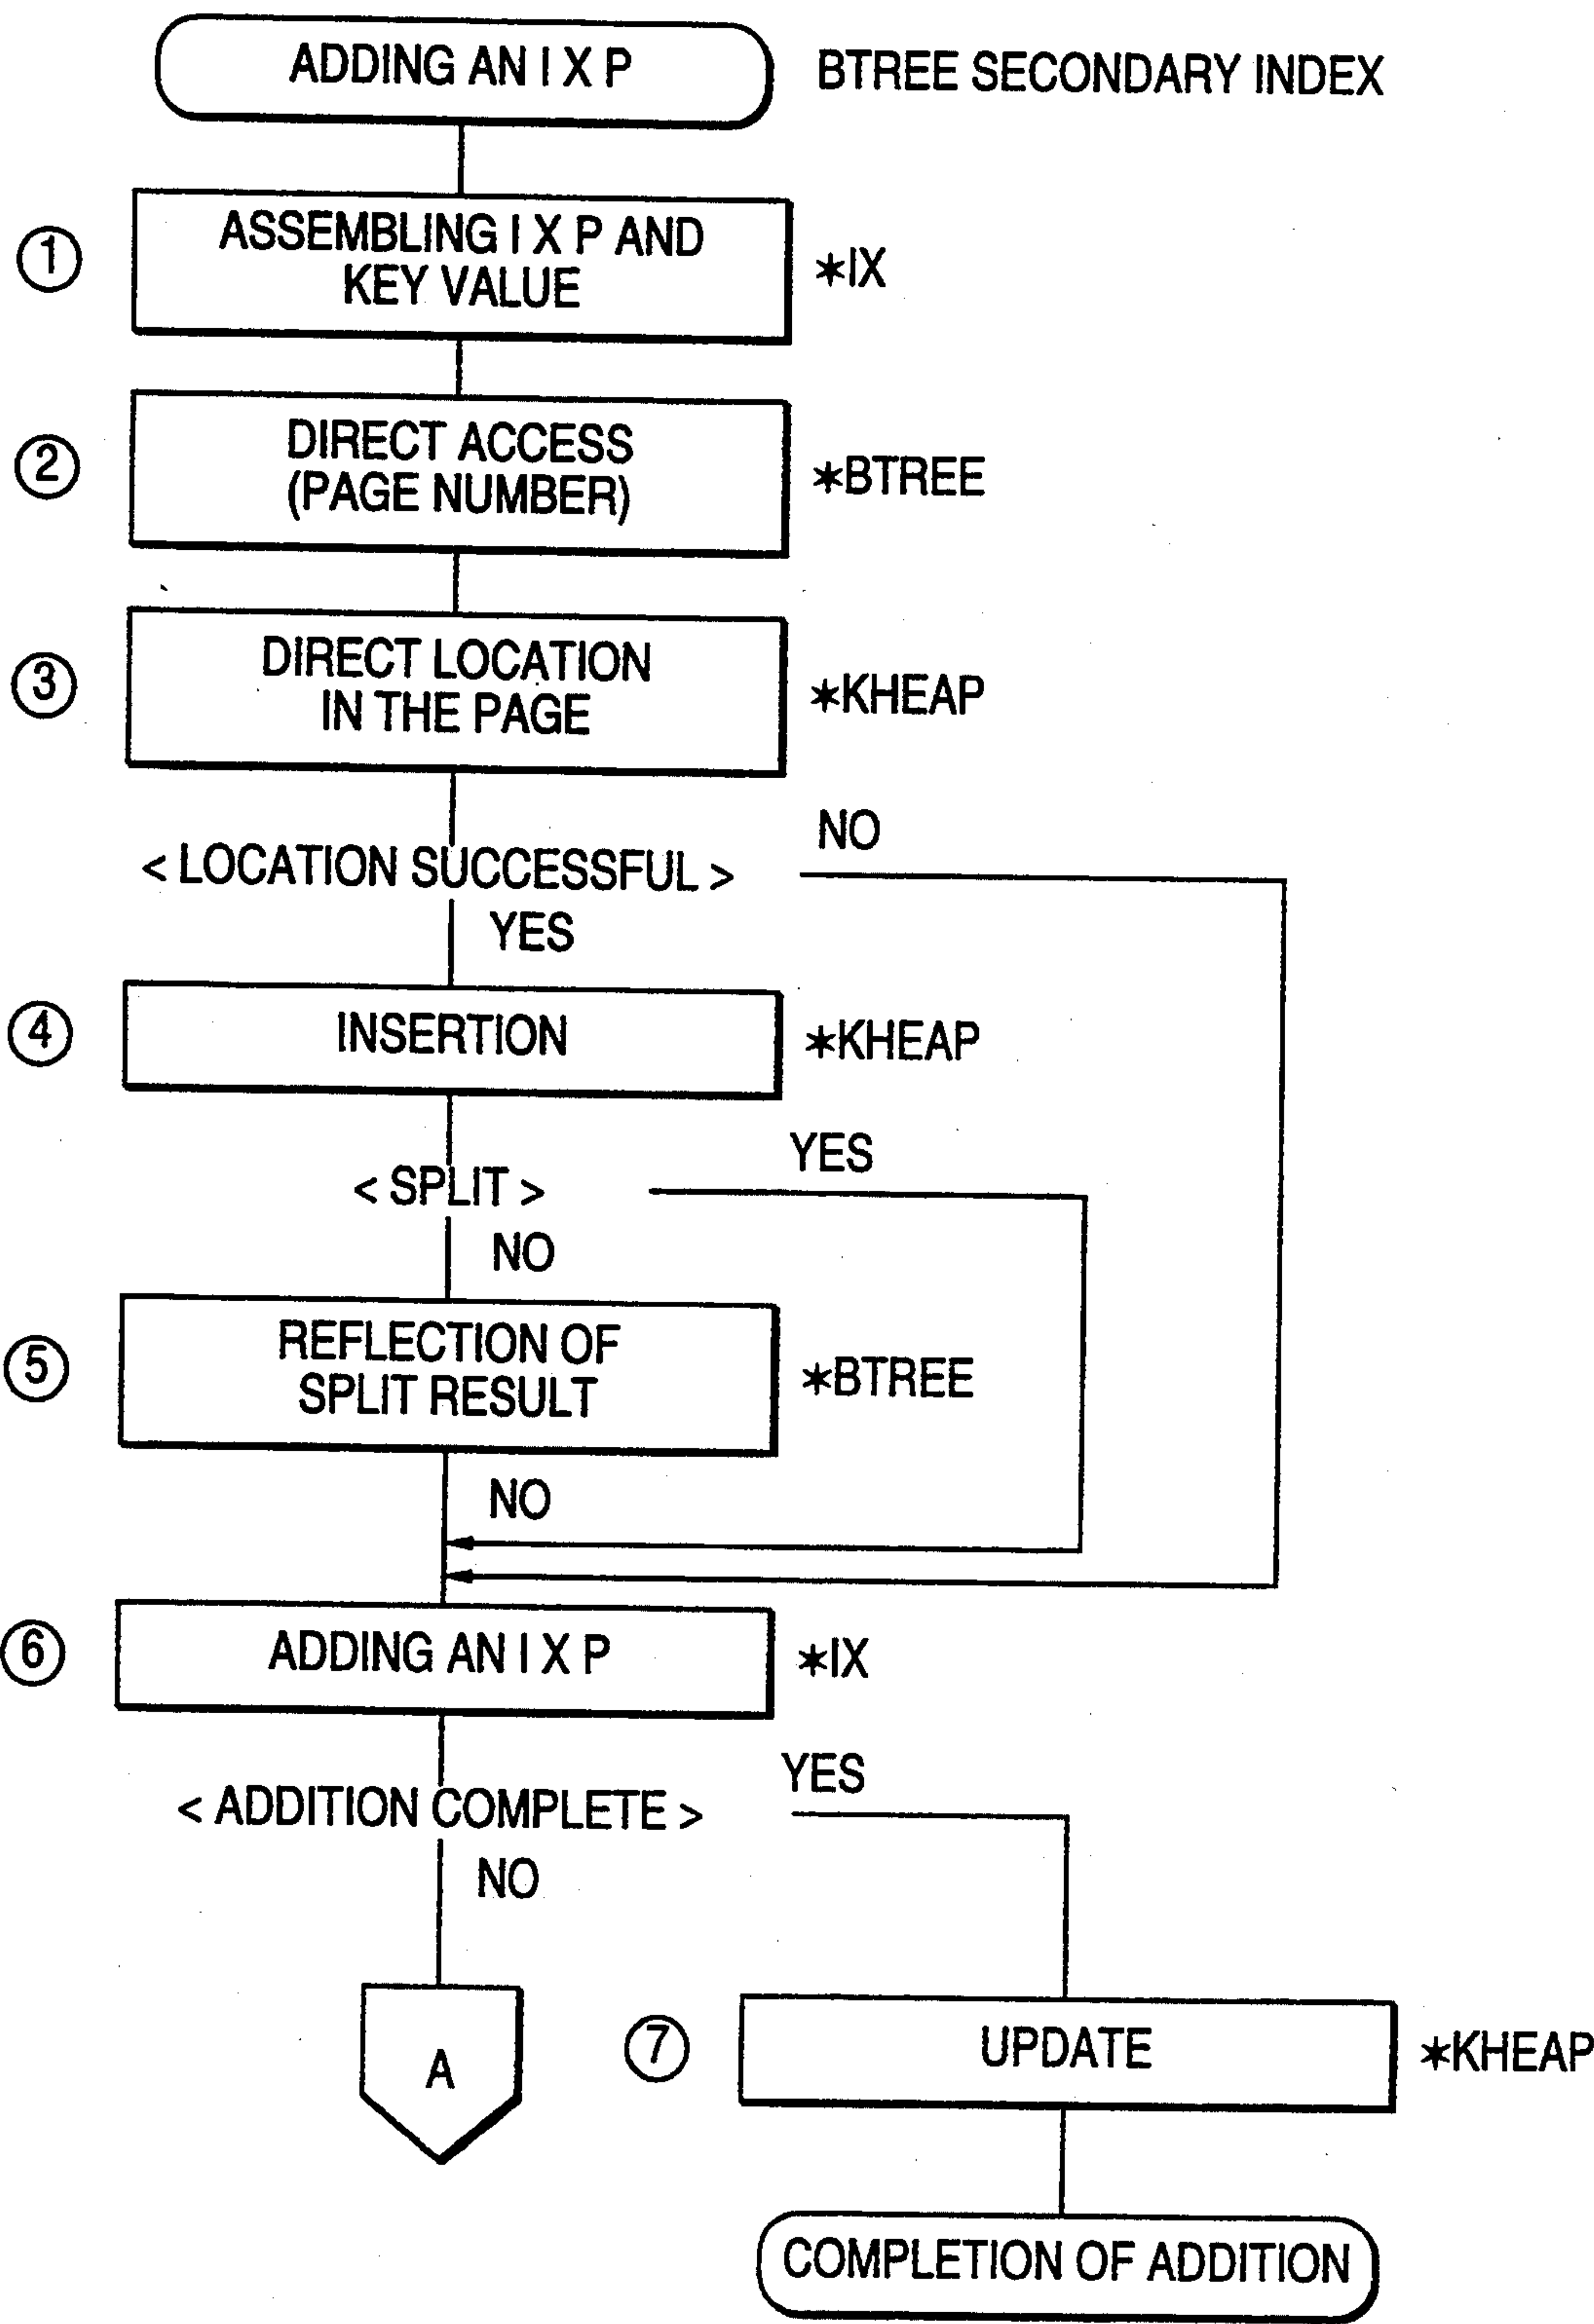 ADDING AN I X P
BTREE SECONDARY INDEX
1
ASSEMBLING I X P AND
KEY VALUE
*IX
2
DIRECT ACCESS
(PAGE NUMBER)
*BTREE
3
DIRECT LOCATION
IN THE PAGE
*KHEAP
< LOCATION SUCCESSFUL >
NO
YES
4
INSERTION
*KHEAP
< SPLIT >
YES
NO
5
REFLECTION OF
SPLIT RESULT
*BTREE
NO
6
ADDING AN I X P
*IX
< ADDITION COMPLETE >
YES
NO
A
7
UPDATE
*KHEAP
COMPLETION OF ADDITION